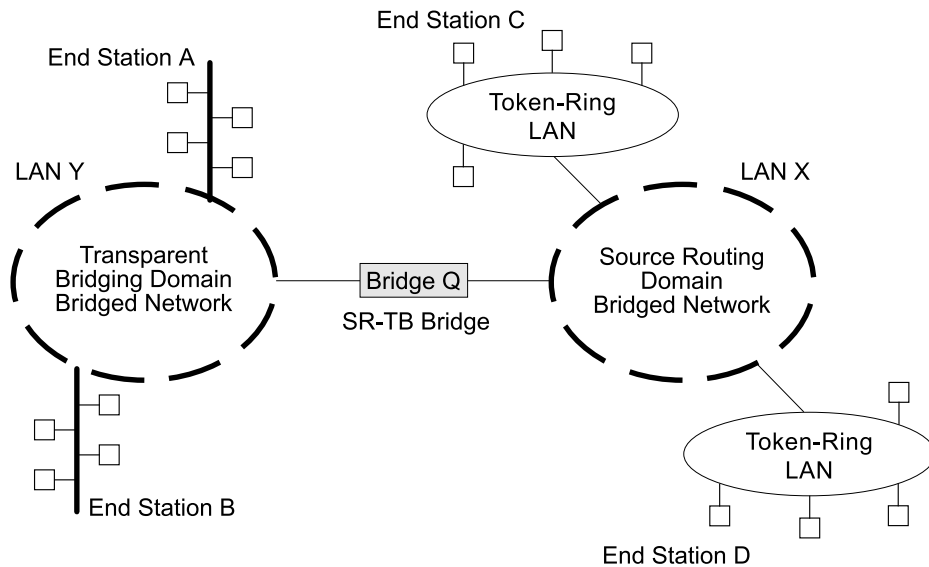 End Station C
End Station A
Token-Ring
LAN
LAN Y
LAN X
Transparent
Bridging Domain
Bridged Network
Bridge Q
SR-TB Bridge
Source Routing
Domain
Bridged Network
Token-Ring
LAN
End Station B
End Station D